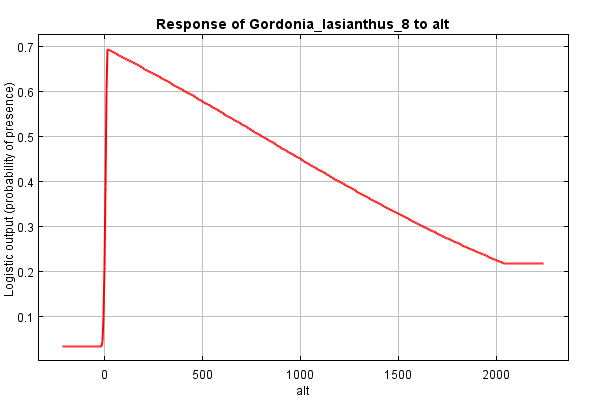 Response of Gordonia_lasianthus_8 to alt
Logistic output (probability of presence)
0.7
0.6
0.5
0.4
0.3
0.2
0.1
0 500 1000 1500 2000
alt